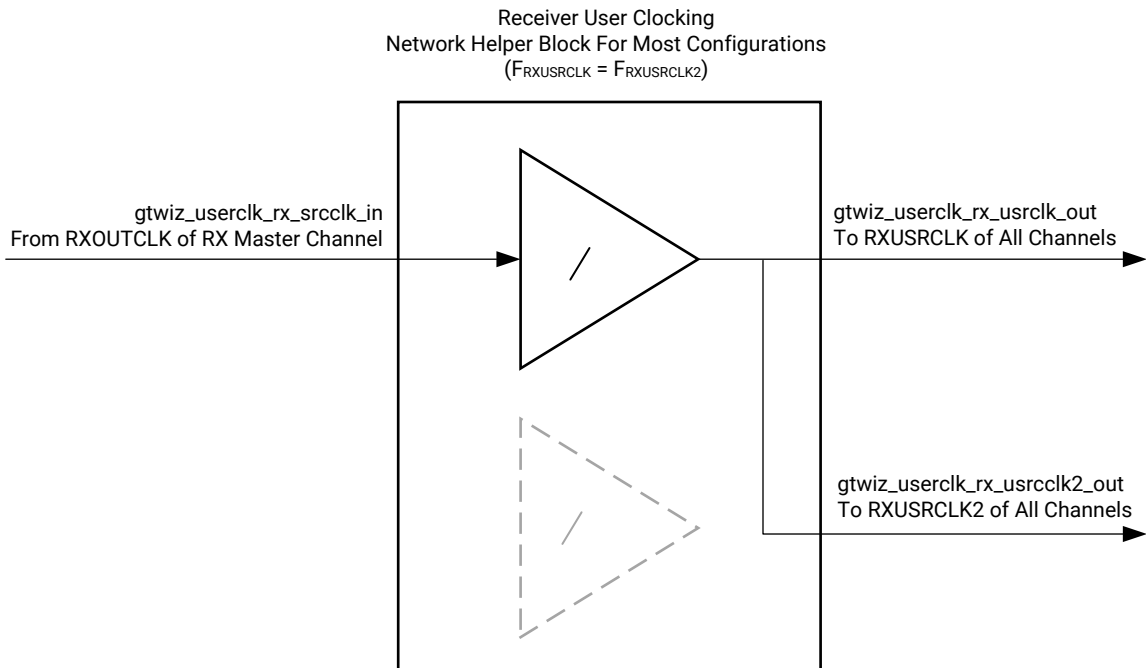 Receiver User Clocking
Network Helper Block For Most Configurations
(FRXUSRCLK = FRXUSRCLK2)
gtwiz_userclk_rx_srcclk_in
From RXOUTCLK of RX Master Channel
gtwiz_userclk_rx_usrclk_out
To RXUSRCLK of All Channels
/
gtwiz_userclk_rx_usrcclk2_out
To RXUSRCLK2 of All Channels
/